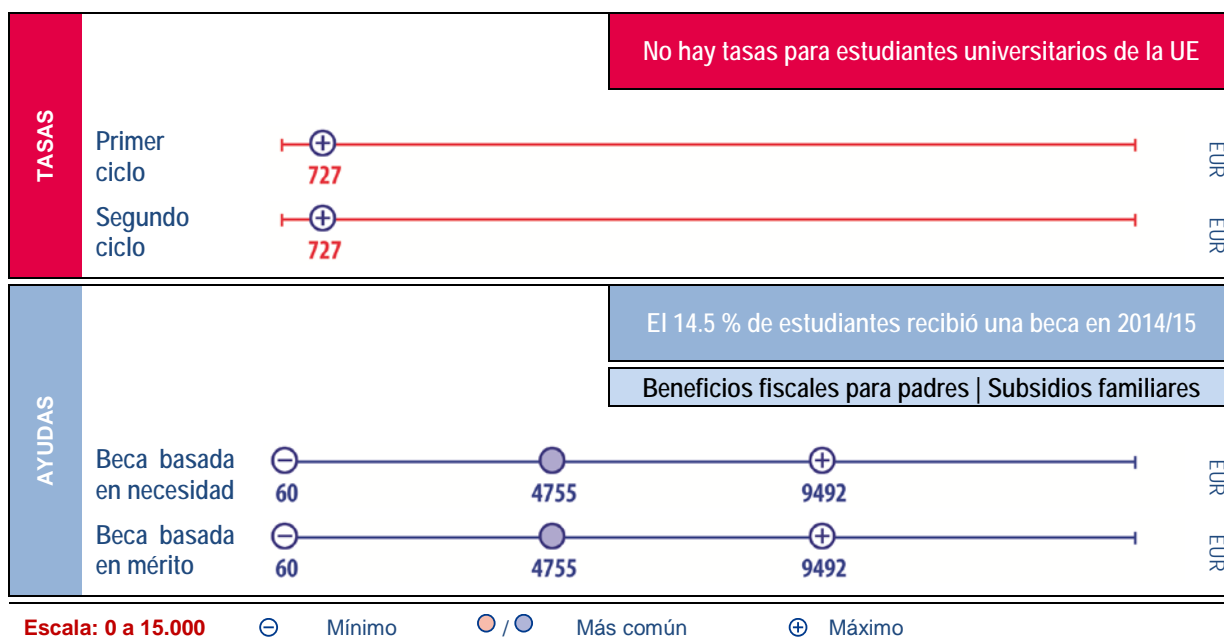 No hay tasas para estudiantes universitarios de la UE
TASAS
Primer
ciclo
727
EUR
Segundo
ciclo
727
EUR
El 14.5 % de estudiantes recibió una beca en 2014/15
Beneficios fiscales para padres | Subsidios familiares
AYUDAS
Beca basada
en necesidad
60 4755 9492
EUR
Beca basada
en mérito
60 4755 9492
EUR
Escala: 0 a 15.000 Mínimo / Más común Máximo